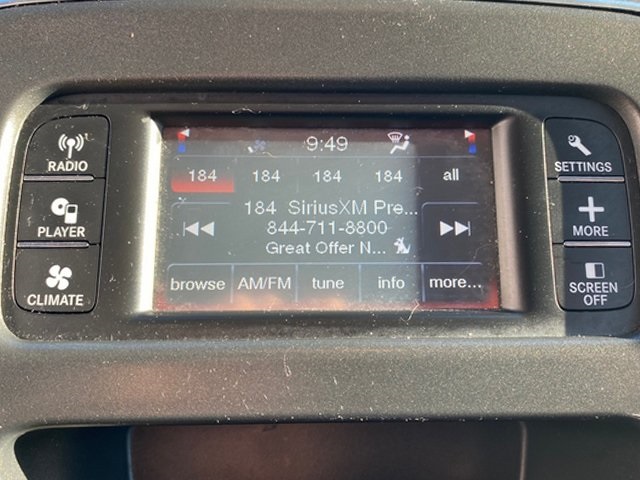 9:49
184 184 184 184 all
184 SiriusXM Pre...
844-711-8800
Great Offer N...
browse AM/FM tune info more...
RADIO
PLAYER
CLIMATE
SETTINGS
MORE
SCREEN
OFF